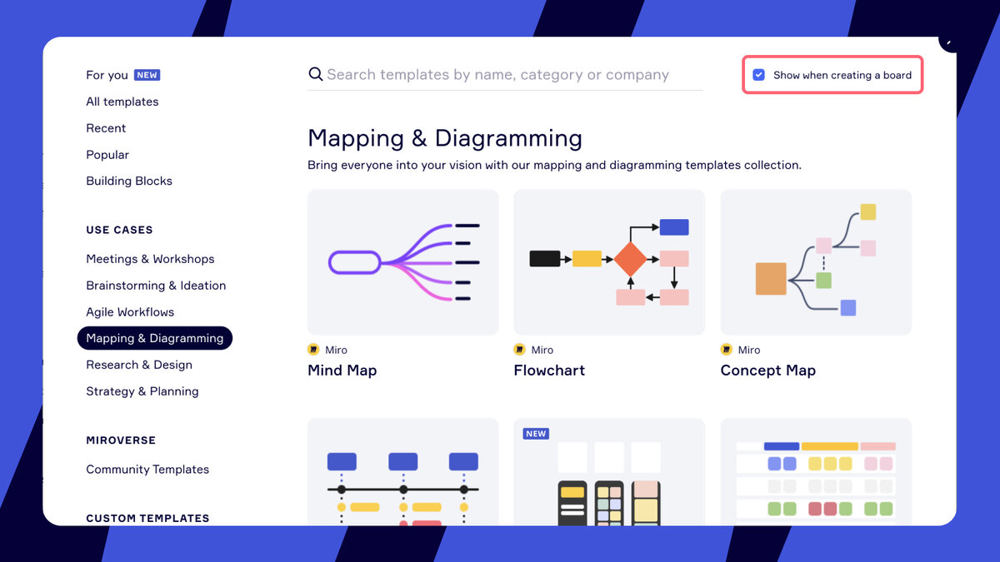 For you NEW
All templates
Recent
Popular
Building Blocks
USE CASES
Meetings & Workshops
Brainstorming & Ideation
Agile Workflows
Mapping & Diagramming
Research & Design
Strategy & Planning
MIROVERSE
Community Templates
CUSTOM TEMPLATES
Search templates by name, category or company
Show when creating a board
Mapping & Diagramming
Bring everyone into your vision with our mapping and diagramming templates collection.
Miro
Mind Map
Miro
Flowchart
Miro
Concept Map
NEW